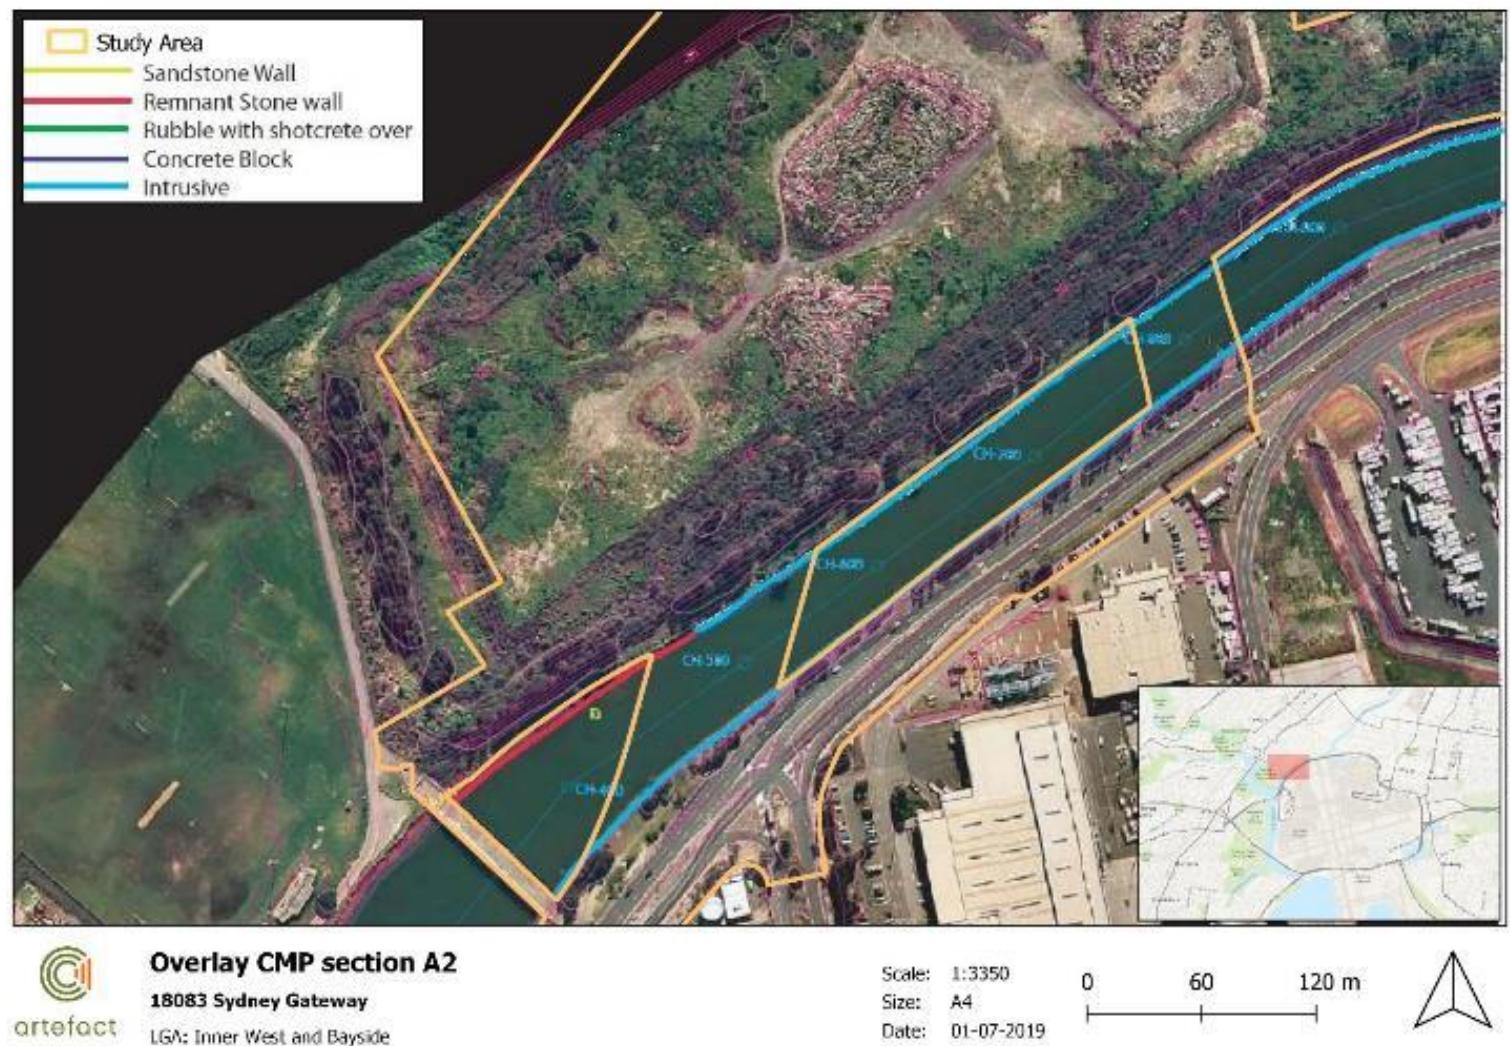 Study Area
Sandstone Wall
Remnant Stone wall
Rubble with shotcrete over
Concrete Block
Intrusive
CH-700
CH-600
CH-500
artefact
Overlay CMP section A2
18083 Sydney Gateway
LGA: Inner West and Bayside
Scale: 1:3350
Size: A4
Date: 01-07-2019
0 60 120 m